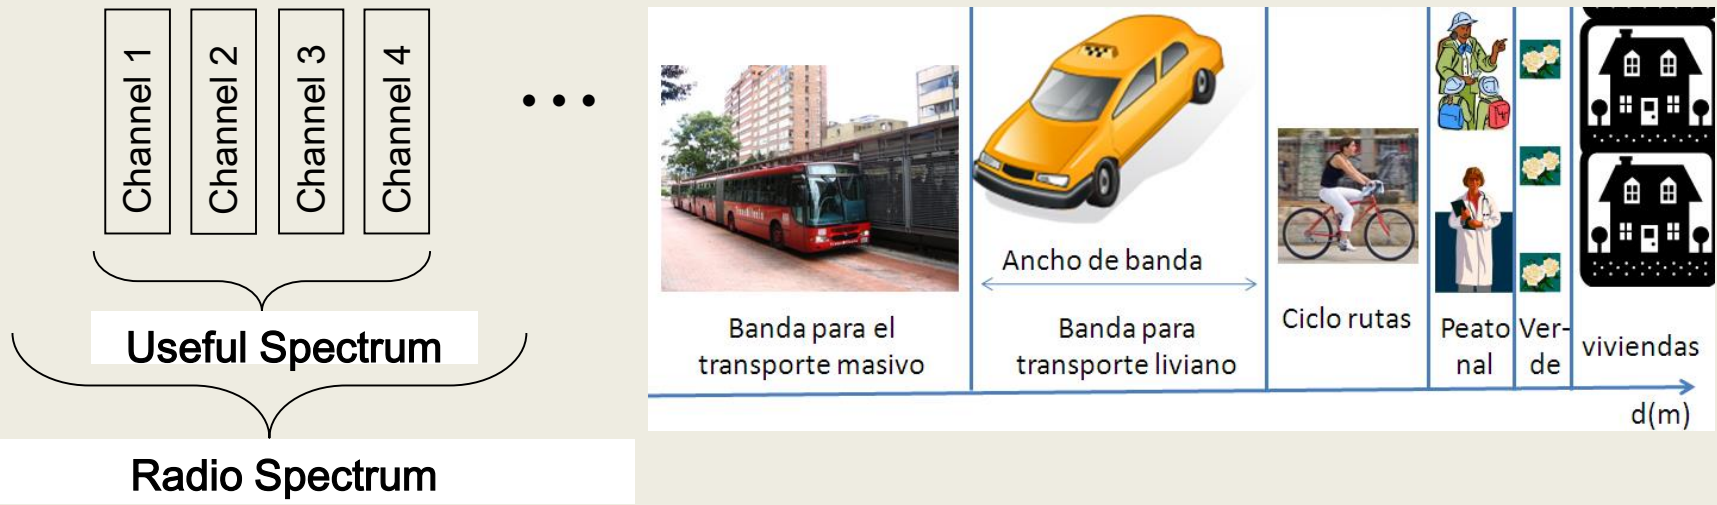 Channel 1
Channel 2
Channel 3
Channel 4
...
Useful Spectrum
Radio Spectrum
Ancho de banda
Banda para el
transporte masivo
Banda para
transporte liviano
Ciclo rutas
Peato
nal
Ver-
de
viviendas
d(m)